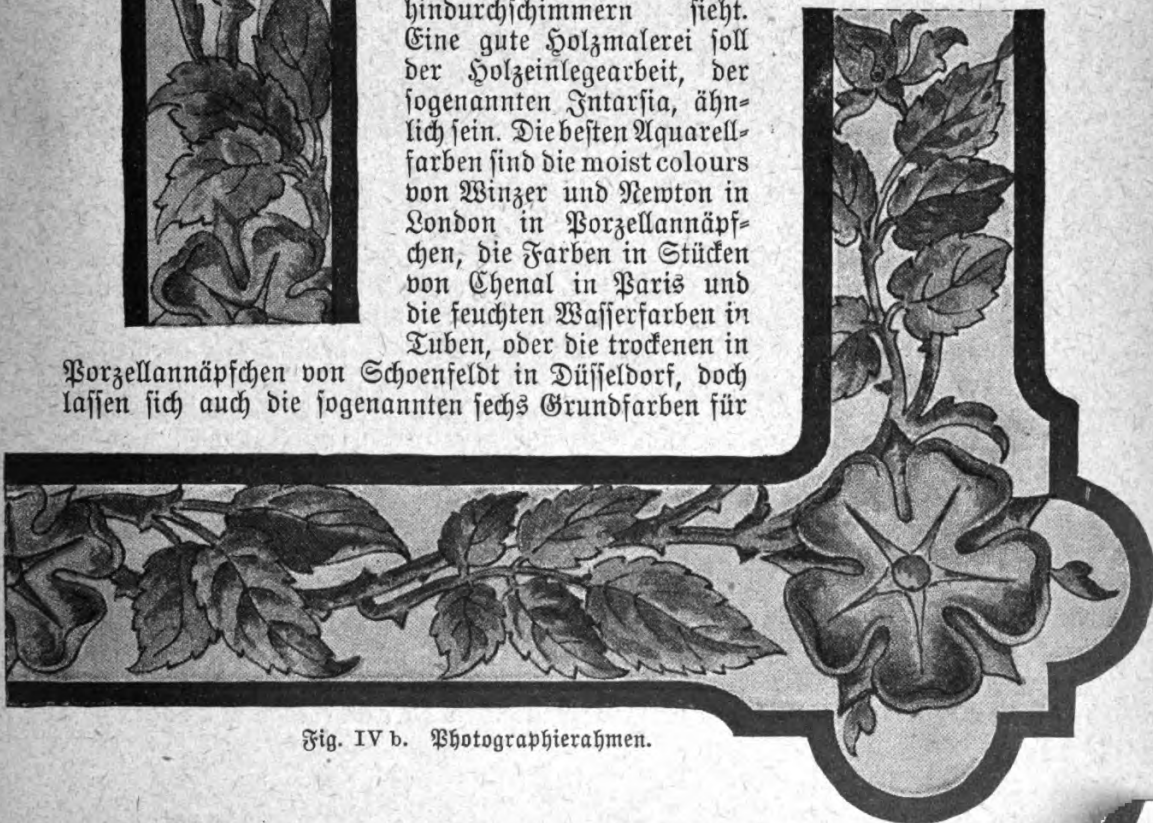 hindurchschimmern sieht.
Eine gute Holzmalerei soll
der Holzeinlegearbeit, der
sogenannten Intarsia, ähn-
lich sein. Die besten Aquarell-
farben sind die moist colours
von Winzer und Newton in
London in Porzellannäpf-
chen, die Farben in Stücken
von Chenal in Paris und
die feuchten Wasserfarben in
Tuben, oder die trockenen in
Porzellannäpfchen von Schoenfeldt in Düsseldorf, doch
lassen sich auch die sogenannten sechs Grundfarben für
Fig. IV b. Photographierahmen.